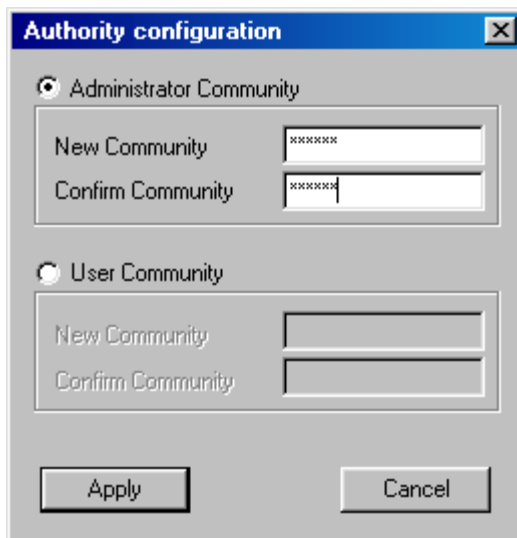 Authority configuration
Administrator Community
New Community ******
Confirm Community ******
User Community
New Community
Confirm Community
Apply Cancel